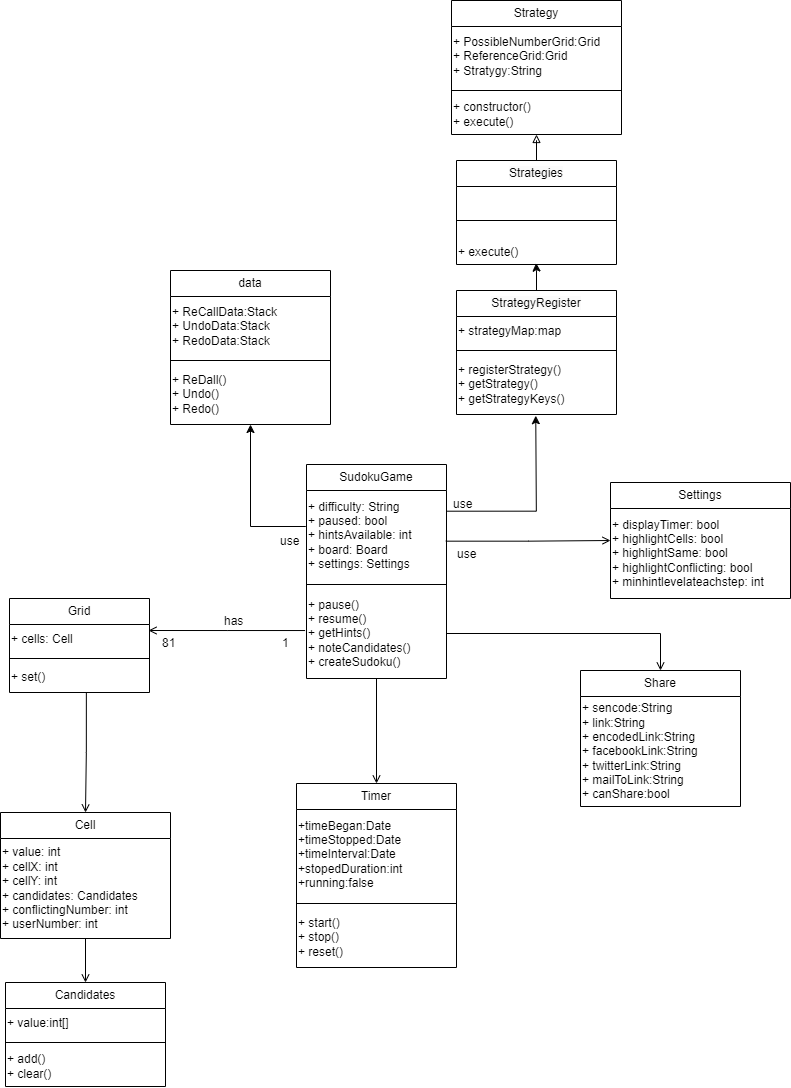 Strategy
+ PossibleNumberGrid:Grid
+ ReferenceGrid:Grid
+ Stratygy:String
+ constructor()
+ execute()
Strategies
+ execute()
StrategyRegister
+ strategyMap:map
+ registerStrategy()
+ getStrategy()
+ getStrategyKeys()
data
+ ReCallData:Stack
+ UndoData:Stack
+ RedoData:Stack
+ ReDall()
+ Undo()
+ Redo()
SudokuGame
+ difficulty: String
+ paused: bool
+ hintsAvailable: int
+ board: Board
+ settings: Settings
+ pause()
+ resume()
+ getHints()
+ noteCandidates()
+ createSudoku()
use
use
use
Settings
+ displayTimer: bool
+ highlightCells: bool
+ highlightSame: bool
+ highlightConflicting: bool
+ minhintlevelateachstep: int
Grid
+ cells: Cell
+ set()
has
81
1
Share
+ sencode:String
+ link:String
+ encodedLink:String
+ facebookLink:String
+ twitterLink:String
+ mailToLink:String
+ canShare:bool
Timer
+timeBegan:Date
+timeStopped:Date
+timeInterval:Date
+stopedDuration:int
+running:false
+ start()
+ stop()
+ reset()
Cell
+ value: int
+ cellX: int
+ cellY: int
+ candidates: Candidates
+ conflictingNumber: int
+ userNumber: int
Candidates
+ value:int[]
+ add()
+ clear()